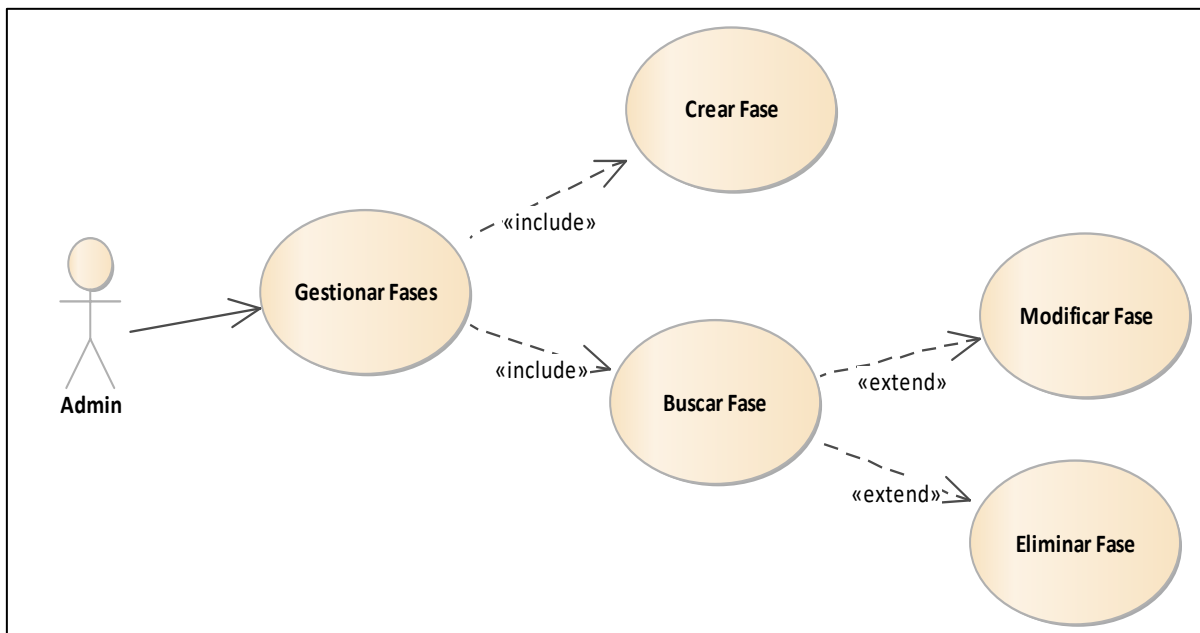 Crear Fase
«include»
Gestionar Fases
Admin
«include»
Buscar Fase
Modificar Fase
«extend»
«extend»
Eliminar Fase